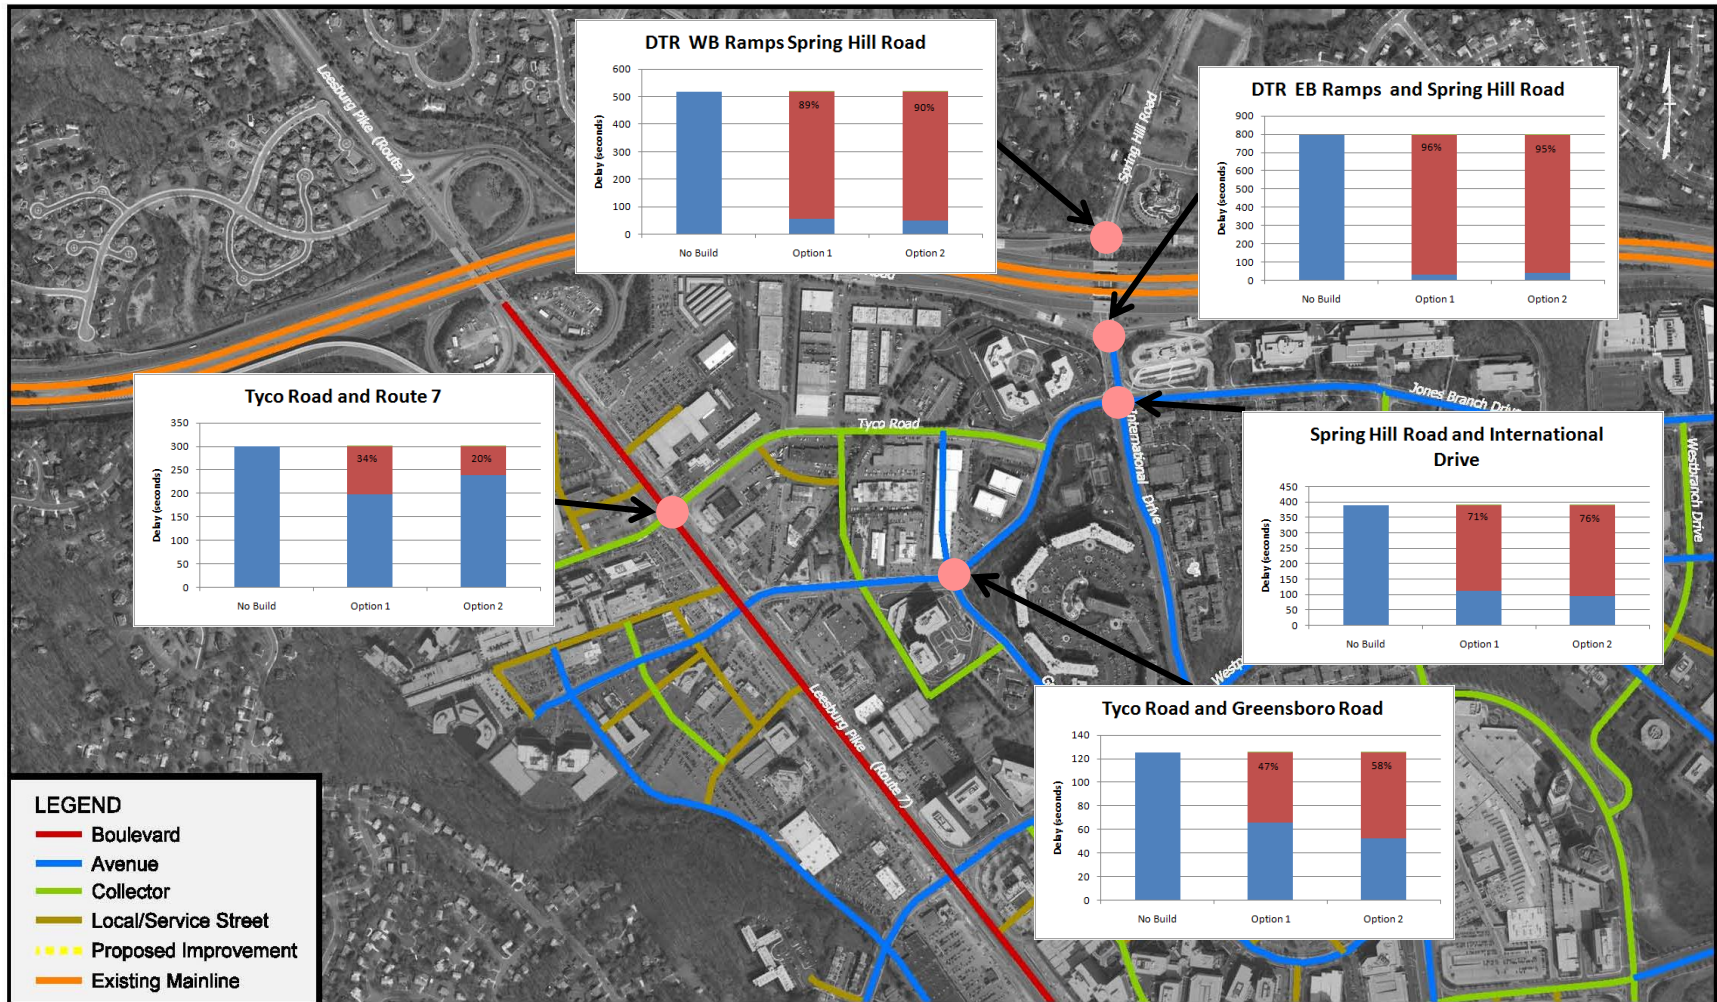 DTR WB Ramps Spring Hill Road
Delay (seconds)
600
500
400
300
200
100
0
89%
90%
No Build
Option 1
Option 2
DTR EB Ramps and Spring Hill Road
Delay (seconds)
900
800
700
600
500
400
300
200
100
0
96%
95%
No Build
Option 1
Option 2
Leesburg Pike (Route 7)
Spring Hill Road
Tyco Road and Route 7
Delay (seconds)
350
300
250
200
150
100
50
0
34%
20%
No Build
Option 1
Option 2
Tyco Road
International Drive
Jones Branch Drive
Westbranch Drive
Spring Hill Road and International
Drive
Delay (seconds)
450
400
350
300
250
200
150
100
50
0
71%
76%
No Build
Option 1
Option 2
Leesburg Pike (Route 7)
Tyco Road and Greensboro Road
Delay (seconds)
140
120
100
80
60
40
20
0
47%
58%
No Build
Option 1
Option 2
LEGEND
Boulevard
Avenue
Collector
Local/Service Street
Proposed Improvement
Existing Mainline